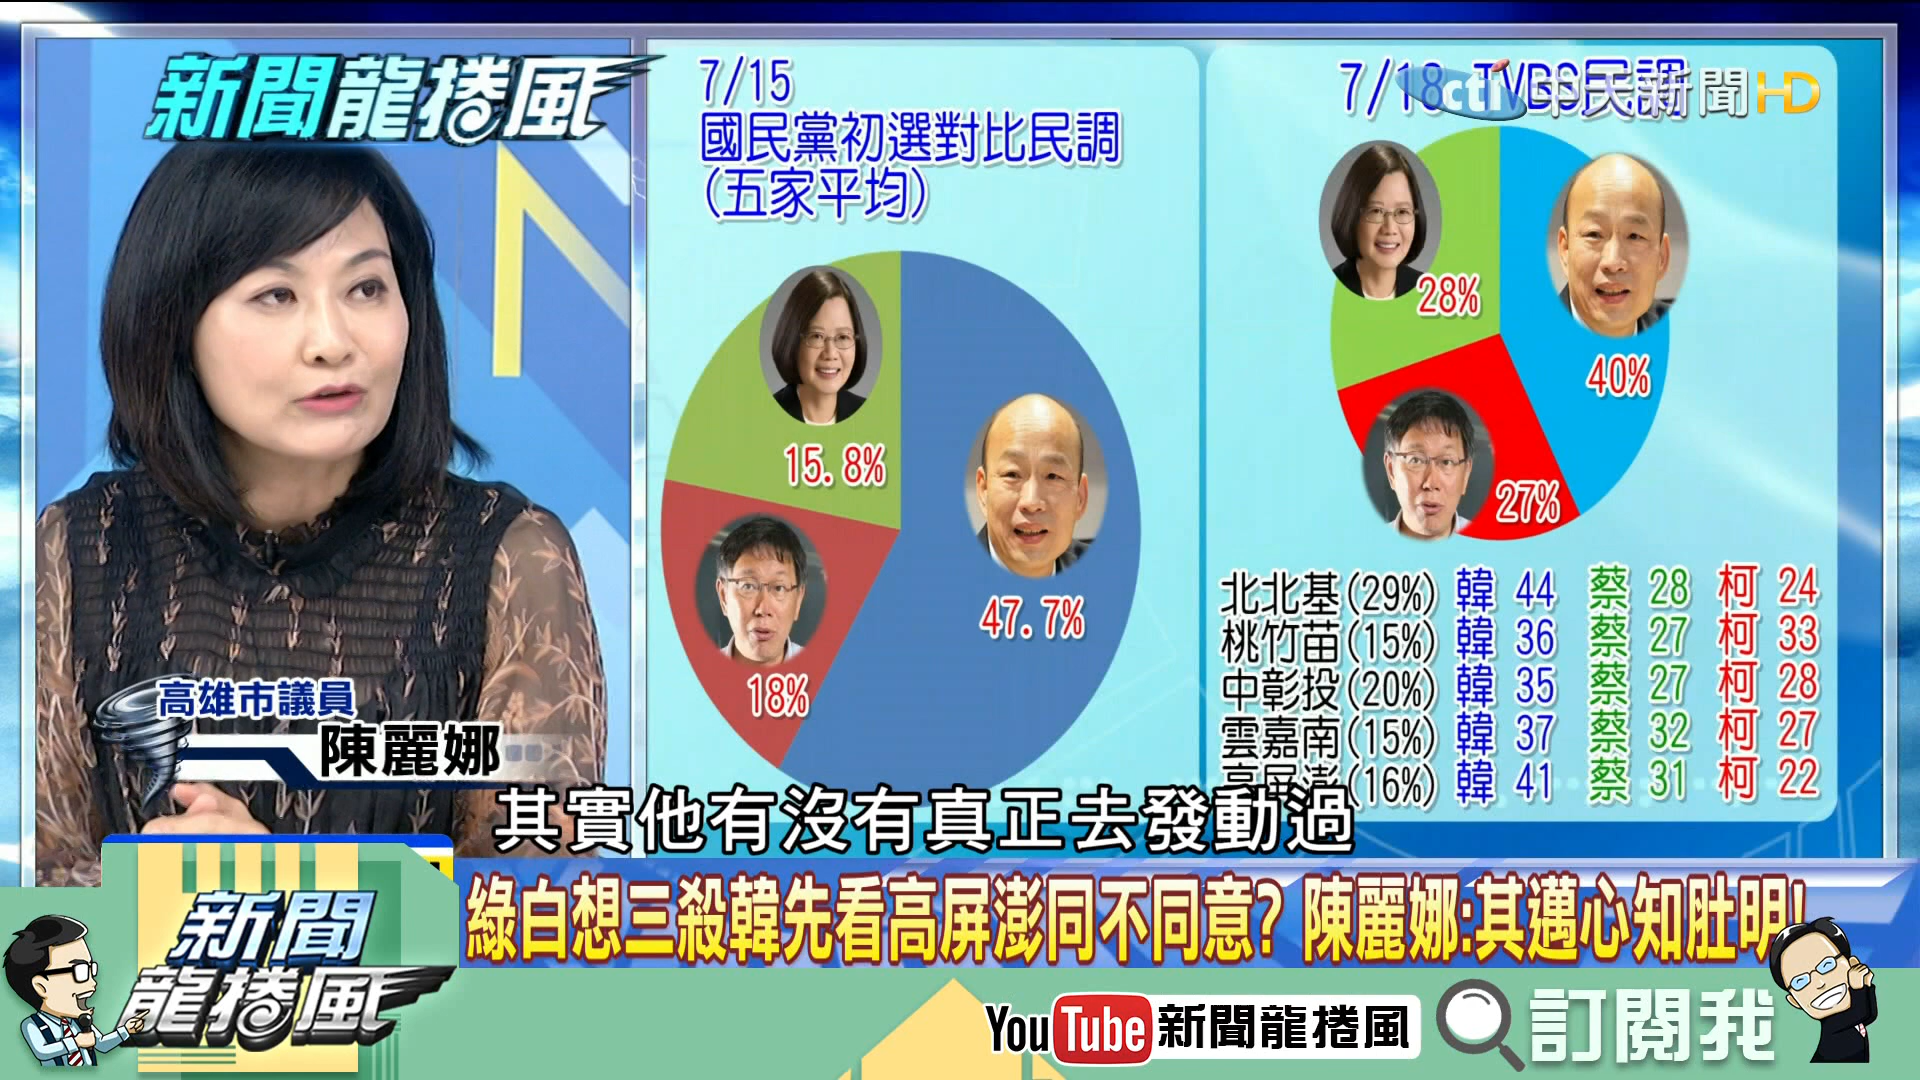 新聞龍捲風
7/15
國民黨初選對比民調
(五家平均)
15.8%
18%
47.7%
7/18 TVBS民調
cti 中天新聞HD
28%
40%
27%
北北基(29%) 韓 44 蔡 28 柯 24
桃竹苗(15%) 韓 36 蔡 27 柯 33
中彰投(20%) 韓 35 蔡 27 柯 28
雲嘉南(15%) 韓 37 蔡 32 柯 27
高屏澎(16%) 韓 41 蔡 31 柯 22
高雄市議員
陳麗娜
其實他有沒有真正去發動過
綠白想三殺韓先看高屏澎同不同意? 陳麗娜:其邁心知肚明!
新聞
龍捲風
YouTube 新聞龍捲風
訂閱我